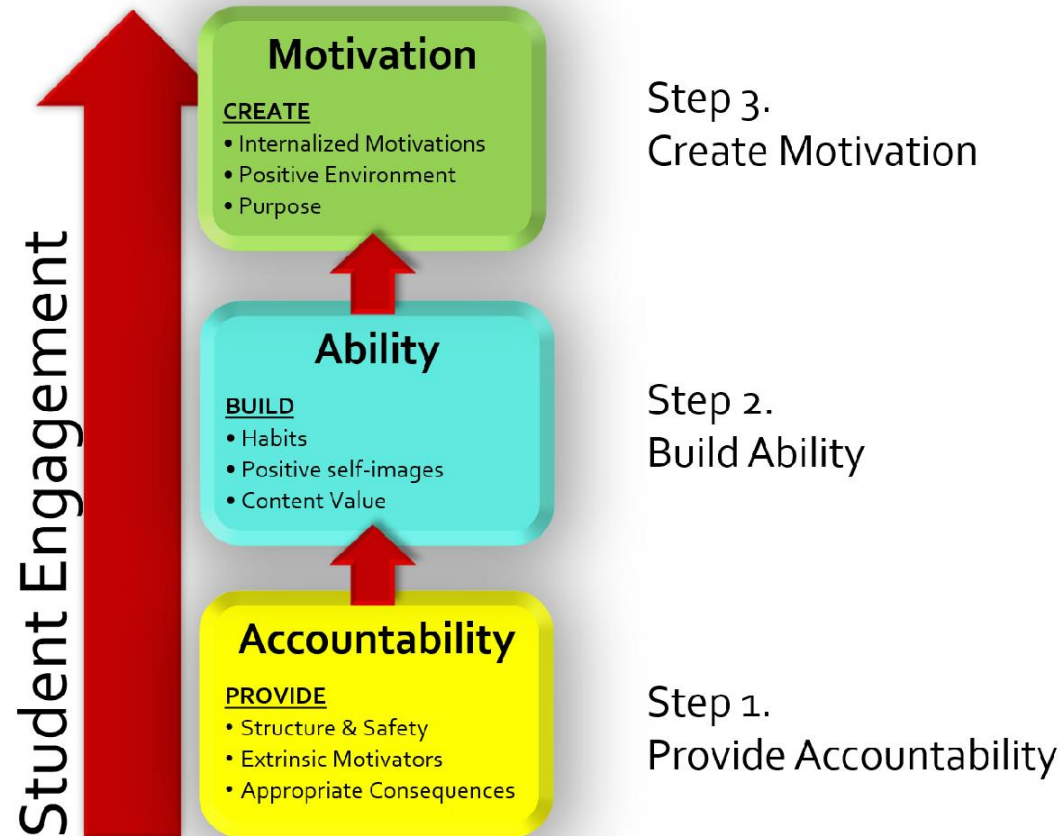 Student Engagement
Motivation
CREATE
• Internalized Motivations
• Positive Environment
• Purpose
Step 3.
Create Motivation
Ability
BUILD
• Habits
• Positive self-images
• Content Value
Step 2.
Build Ability
Accountability
PROVIDE
• Structure & Safety
• Extrinsic Motivators
• Appropriate Consequences
Step 1.
Provide Accountability